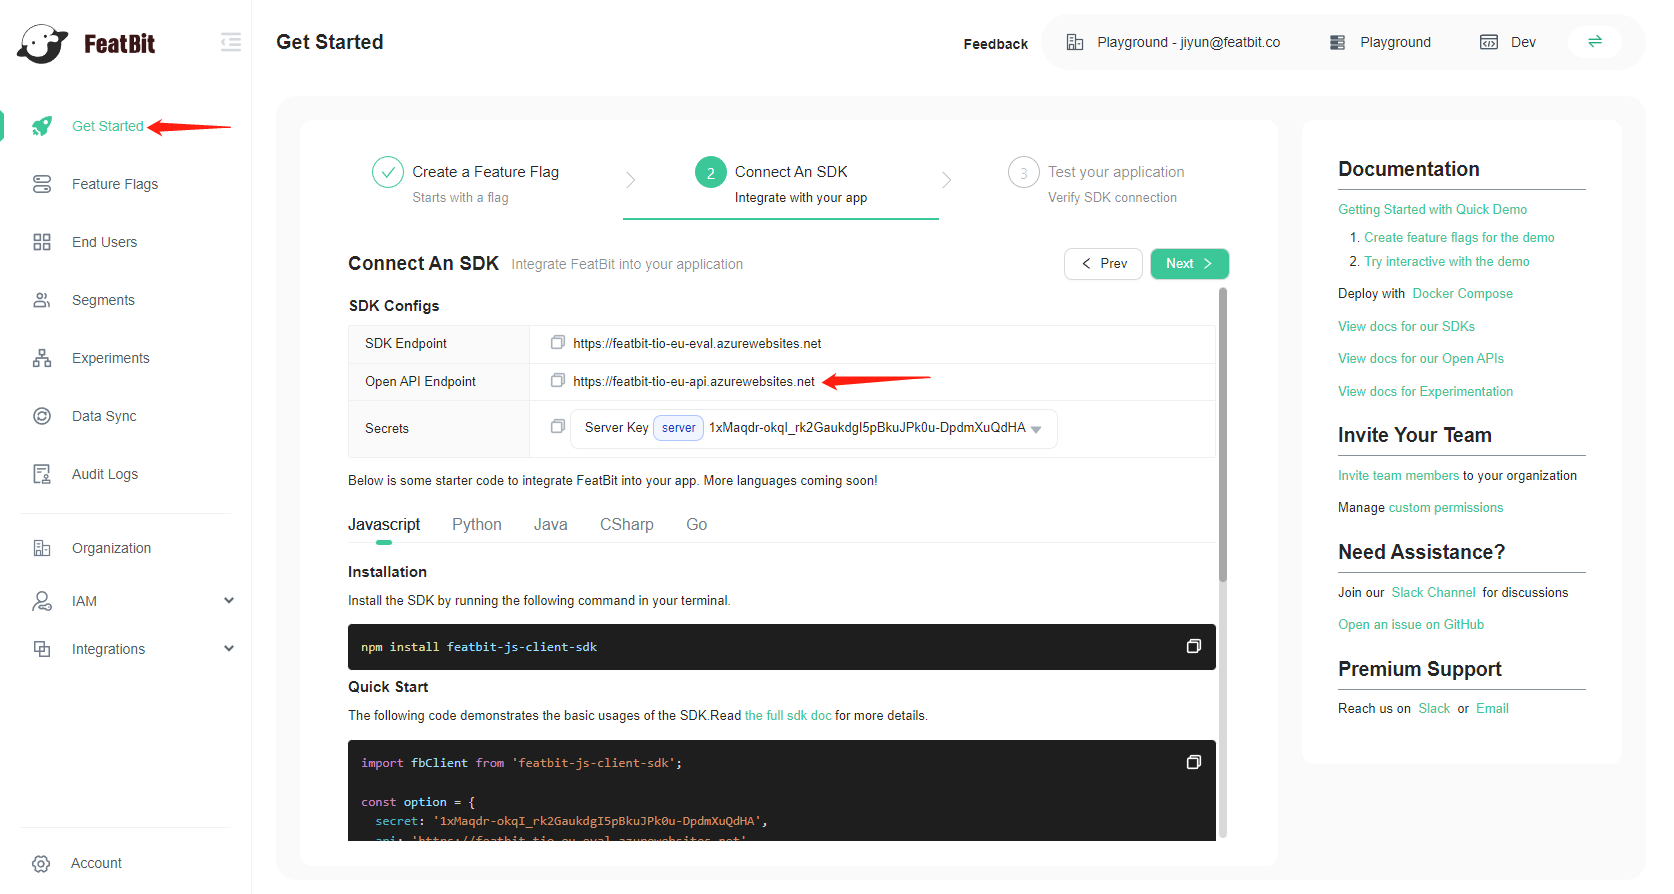 FeatBit
Get Started
Feedback
Playground - jiyun@featbit.co
Playground
Dev
Get Started
Feature Flags
End Users
Segments
Experiments
Data Sync
Audit Logs
Organization
IAM
Integrations
Account
Create a Feature Flag
Starts with a flag
2
Connect An SDK
Integrate with your app
3
Test your application
Verify SDK connection
Connect An SDK
Integrate FeatBit into your application
Prev
Next
SDK Configs
SDK Endpoint
https://featbit-tio-eu-eval.azurewebsites.net
Open API Endpoint
https://featbit-tio-eu-api.azurewebsites.net
Secrets
Server Key server 1xMaqdr-okqI_rk2GaukdgI5pBkuJPk0u-DpdmXuQdHA
Below is some starter code to integrate FeatBit into your app. More languages coming soon!
Javascript
Python
Java
CSharp
Go
Installation
Install the SDK by running the following command in your terminal.
npm install featbit-js-client-sdk
Quick Start
The following code demonstrates the basic usages of the SDK.Read the full sdk doc for more details.
import fbClient from 'featbit-js-client-sdk';
const option = {
secret: '1xMaqdr-okqI_rk2GaukdgI5pBkuJPk0u-DpdmXuQdHA',
api: 'https://featbit-tio-eu-eval.azurewebsites.net'
Documentation
Getting Started with Quick Demo
1. Create feature flags for the demo
2. Try interactive with the demo
Deploy with Docker Compose
View docs for our SDKs
View docs for our Open APIs
View docs for Experimentation
Invite Your Team
Invite team members to your organization
Manage custom permissions
Need Assistance?
Join our Slack Channel for discussions
Open an issue on GitHub
Premium Support
Reach us on Slack or Email